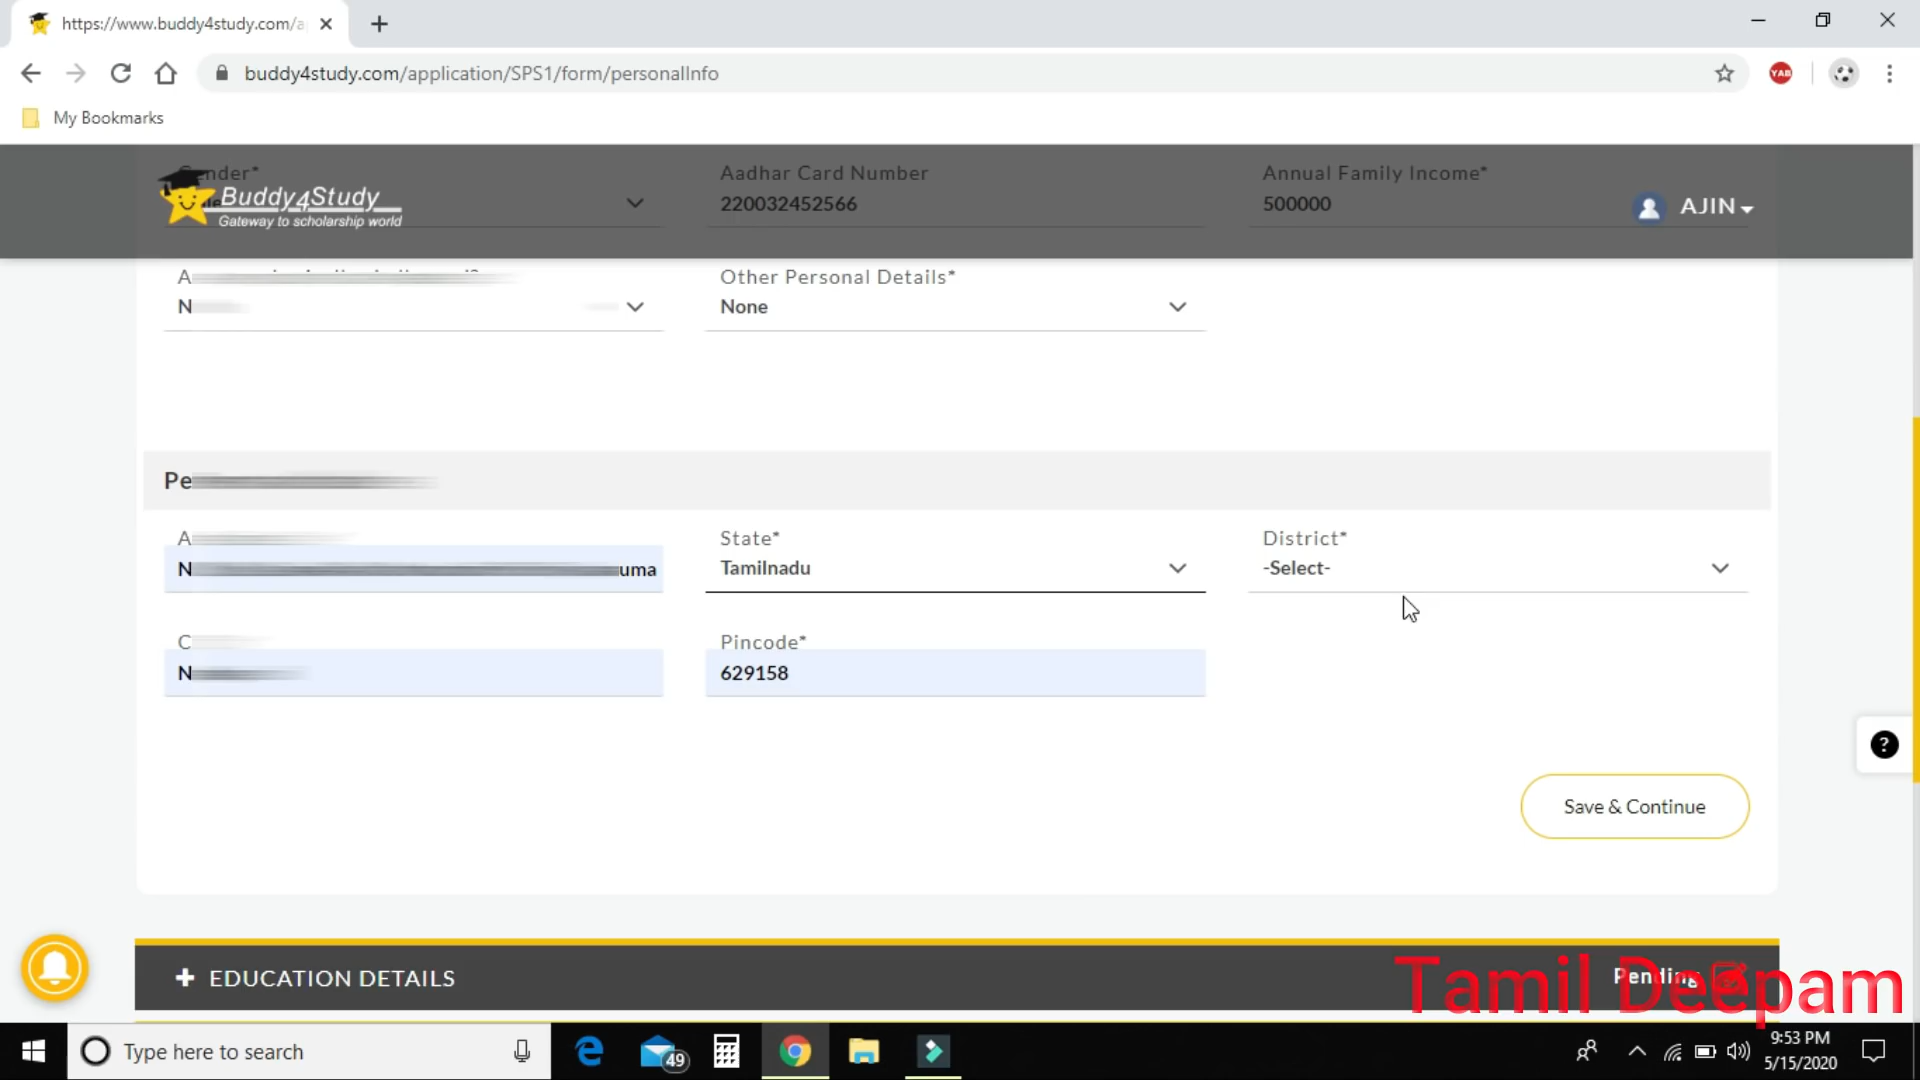 https://www.buddy4study.com/a
buddy4study.com/application/SPS1/form/personalInfo
YAB
My Bookmarks
Gender*
Aadhar Card Number
Annual Family Income*
Buddy4Study
220032452566
500000
AJIN
Gateway to scholarship world
Other Personal Details*
None
State*
District*
uma
Tamilnadu
-Select-
Pincode*
629158
?
Save & Continue
+ EDUCATION DETAILS
Pending
Tamil Deepam
Type here to search
49
9:53 PM
5/15/2020